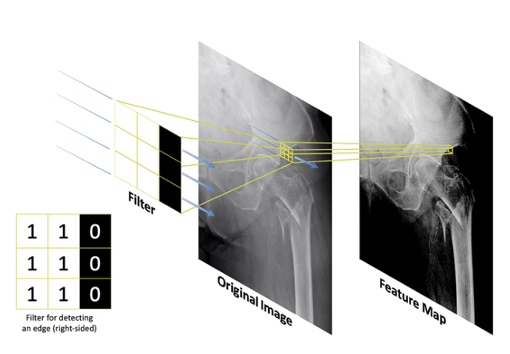 Filter
Original Image
Feature Map
1 1 0
1 1 0
1 1 0
Filter for detecting
an edge (right-sided)